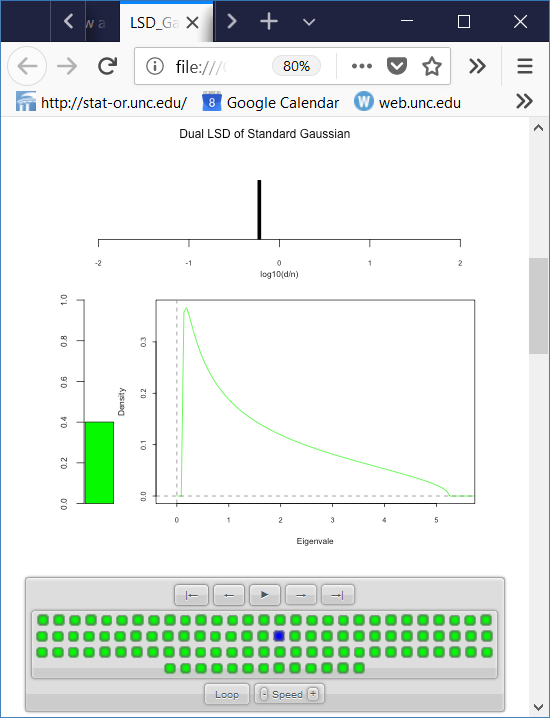 LSD_Ga
file:///
80%
http://stat-or.unc.edu/
8
Google Calendar
W
web.unc.edu
Dual LSD of Standard Gaussian
-2 -1 0 1 2
log10(d/n)
0.0 0.2 0.4 0.6 0.8 1.0
Density
0.0 0.1 0.2 0.3
0 1 2 3 4 5
Eigenvale
Loop
- Speed +